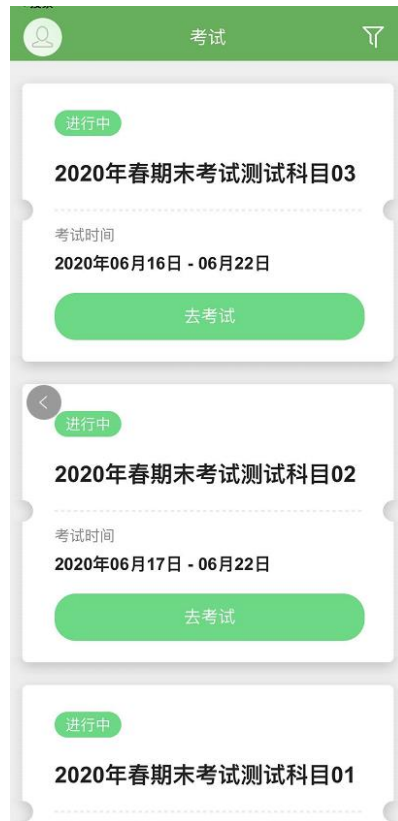 考试
进行中
2020年春期末考试测试科目03
考试时间
2020年06月16日 - 06月22日
去考试
进行中
2020年春期末考试测试科目02
考试时间
2020年06月17日 - 06月22日
去考试
进行中
2020年春期末考试测试科目01